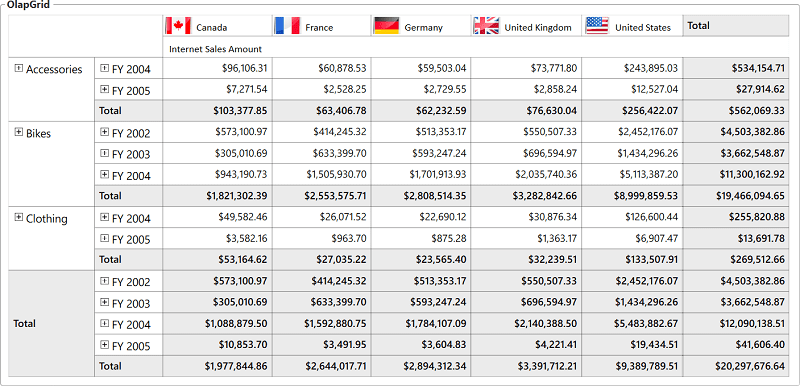 OlapGrid
Canada France Germany United Kingdom United States Total
Internet Sales Amount
Accessories FY 2004 $96,106.31 $60,878.53 $59,503.04 $73,771.80 $243,895.03 $534,154.71
FY 2005 $7,271.54 $2,528.25 $2,729.55 $2,858.24 $12,527.04 $27,914.62
Total $103,377.85 $63,406.78 $62,232.59 $76,630.04 $256,422.07 $562,069.33
Bikes FY 2002 $573,100.97 $414,245.32 $513,353.17 $550,507.33 $2,452,176.07 $4,503,382.86
FY 2003 $305,010.69 $633,399.70 $593,247.24 $696,594.97 $1,434,296.26 $3,662,548.87
FY 2004 $943,190.73 $1,505,930.70 $1,701,913.93 $2,035,740.36 $5,113,387.20 $11,300,162.92
Total $1,821,302.39 $2,553,575.71 $2,808,514.35 $3,282,842.66 $8,999,859.53 $19,466,094.65
Clothing FY 2004 $49,582.46 $26,071.52 $22,690.12 $30,876.34 $126,600.44 $255,820.88
FY 2005 $3,582.16 $963.70 $875.28 $1,363.17 $6,907.47 $13,691.78
Total $53,164.62 $27,035.22 $23,565.40 $32,239.51 $133,507.91 $269,512.66
Total FY 2002 $573,100.97 $414,245.32 $513,353.17 $550,507.33 $2,452,176.07 $4,503,382.86
FY 2003 $305,010.69 $633,399.70 $593,247.24 $696,594.97 $1,434,296.26 $3,662,548.87
FY 2004 $1,088,879.50 $1,592,880.75 $1,784,107.09 $2,140,388.50 $5,483,882.67 $12,090,138.51
FY 2005 $10,853.70 $3,491.95 $3,604.83 $4,221.41 $19,434.51 $41,606.40
Total $1,977,844.86 $2,644,017.71 $2,894,312.34 $3,391,712.21 $9,389,789.51 $20,297,676.64